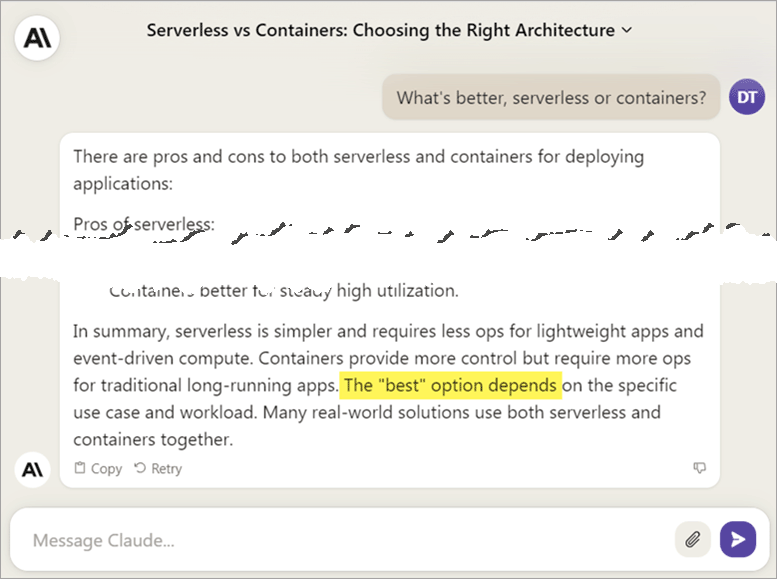 Serverless vs Containers: Choosing the Right Architecture
What's better, serverless or containers?
DT
There are pros and cons to both serverless and containers for deploying
applications:
Pros of serverless:
Containers better for steady high utilization.
In summary, serverless is simpler and requires less ops for lightweight apps and
event-driven compute. Containers provide more control but require more ops
for traditional long-running apps. The "best" option depends on the specific
use case and workload. Many real-world solutions use both serverless and
containers together.
Copy Retry
Message Claude...